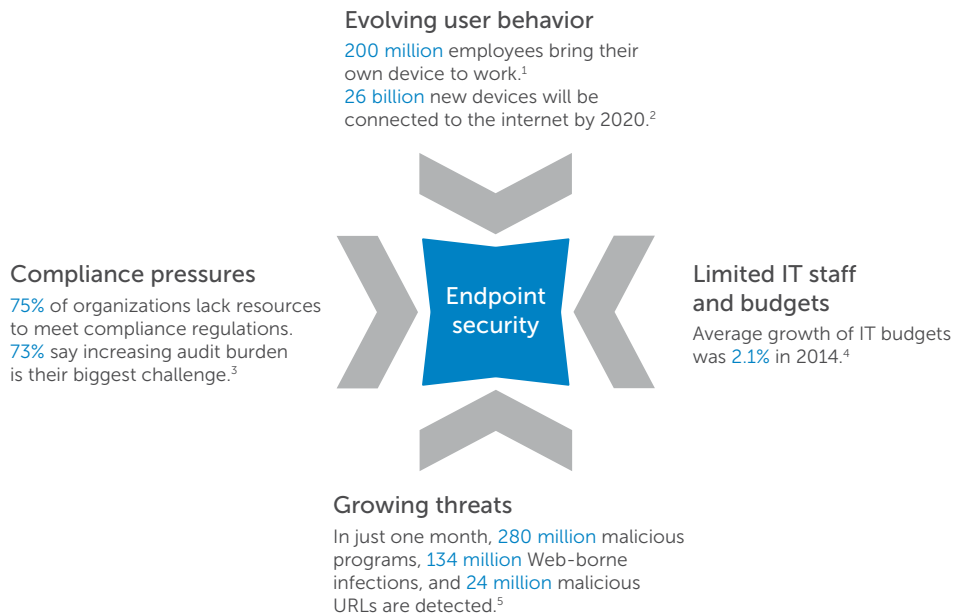 Evolving user behavior
200 million employees bring their
own device to work.¹
26 billion new devices will be
connected to the internet by 2020.²
Compliance pressures
75% of organizations lack resources
to meet compliance regulations.
73% say increasing audit burden
is their biggest challenge.³
Endpoint
security
Limited IT staff
and budgets
Average growth of IT budgets
was 2.1% in 2014.⁴
Growing threats
In just one month, 280 million malicious
programs, 134 million Web-borne
infections, and 24 million malicious
URLs are detected.⁵